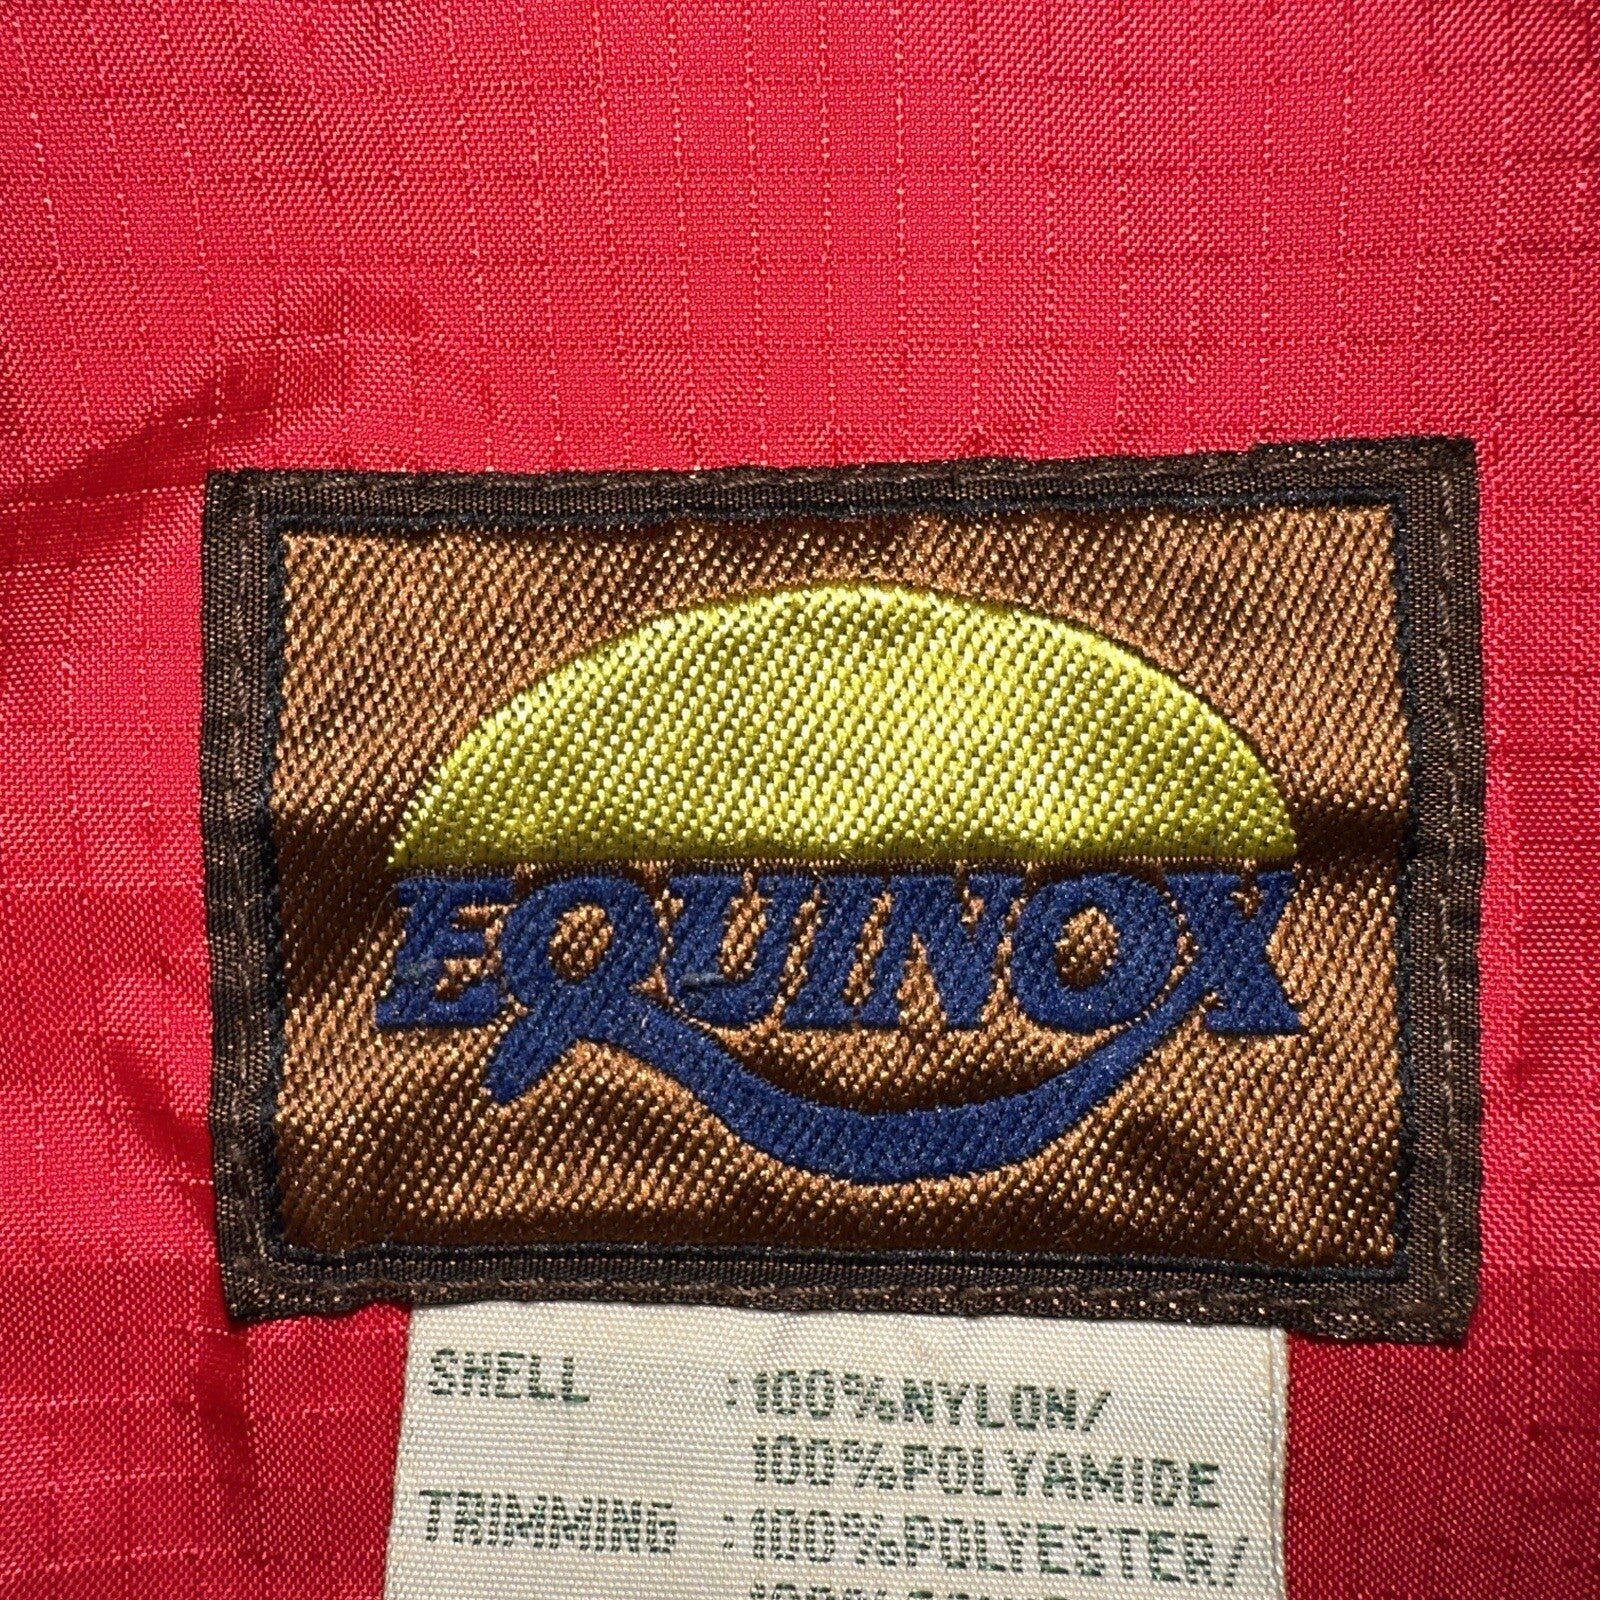 EQUINOX
SHELL :100%NYLON/
100%POLYAMIDE
TRIMMING :100%POLYESTER/